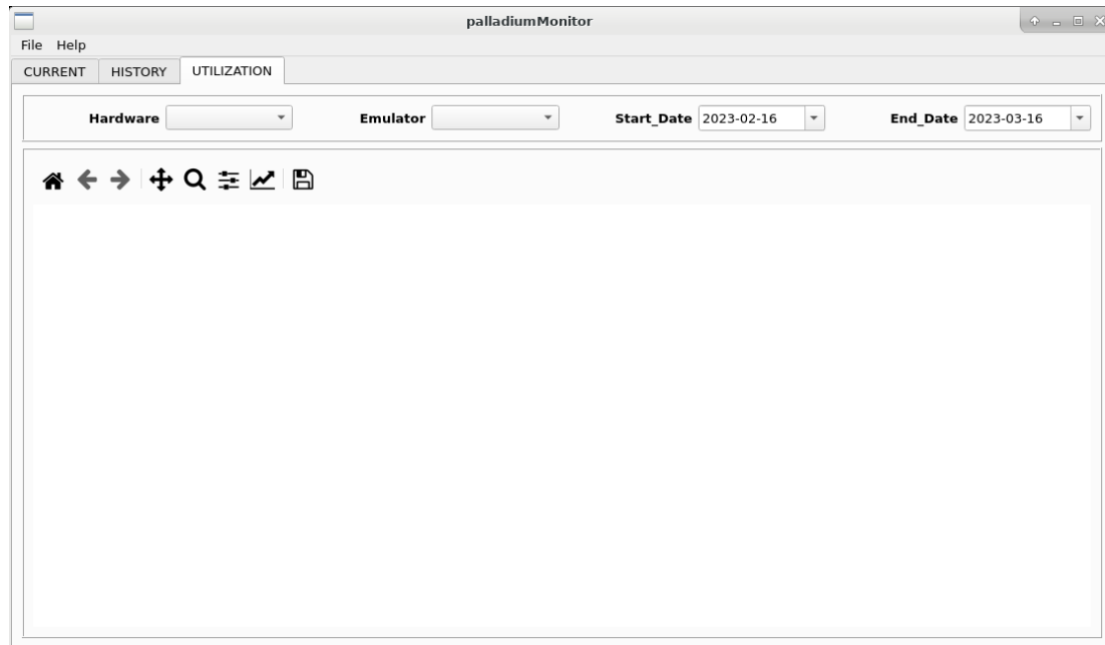 palladiumMonitor
File Help
CURRENT HISTORY UTILIZATION
Hardware Emulator Start_Date 2023-02-16 End_Date 2023-03-16